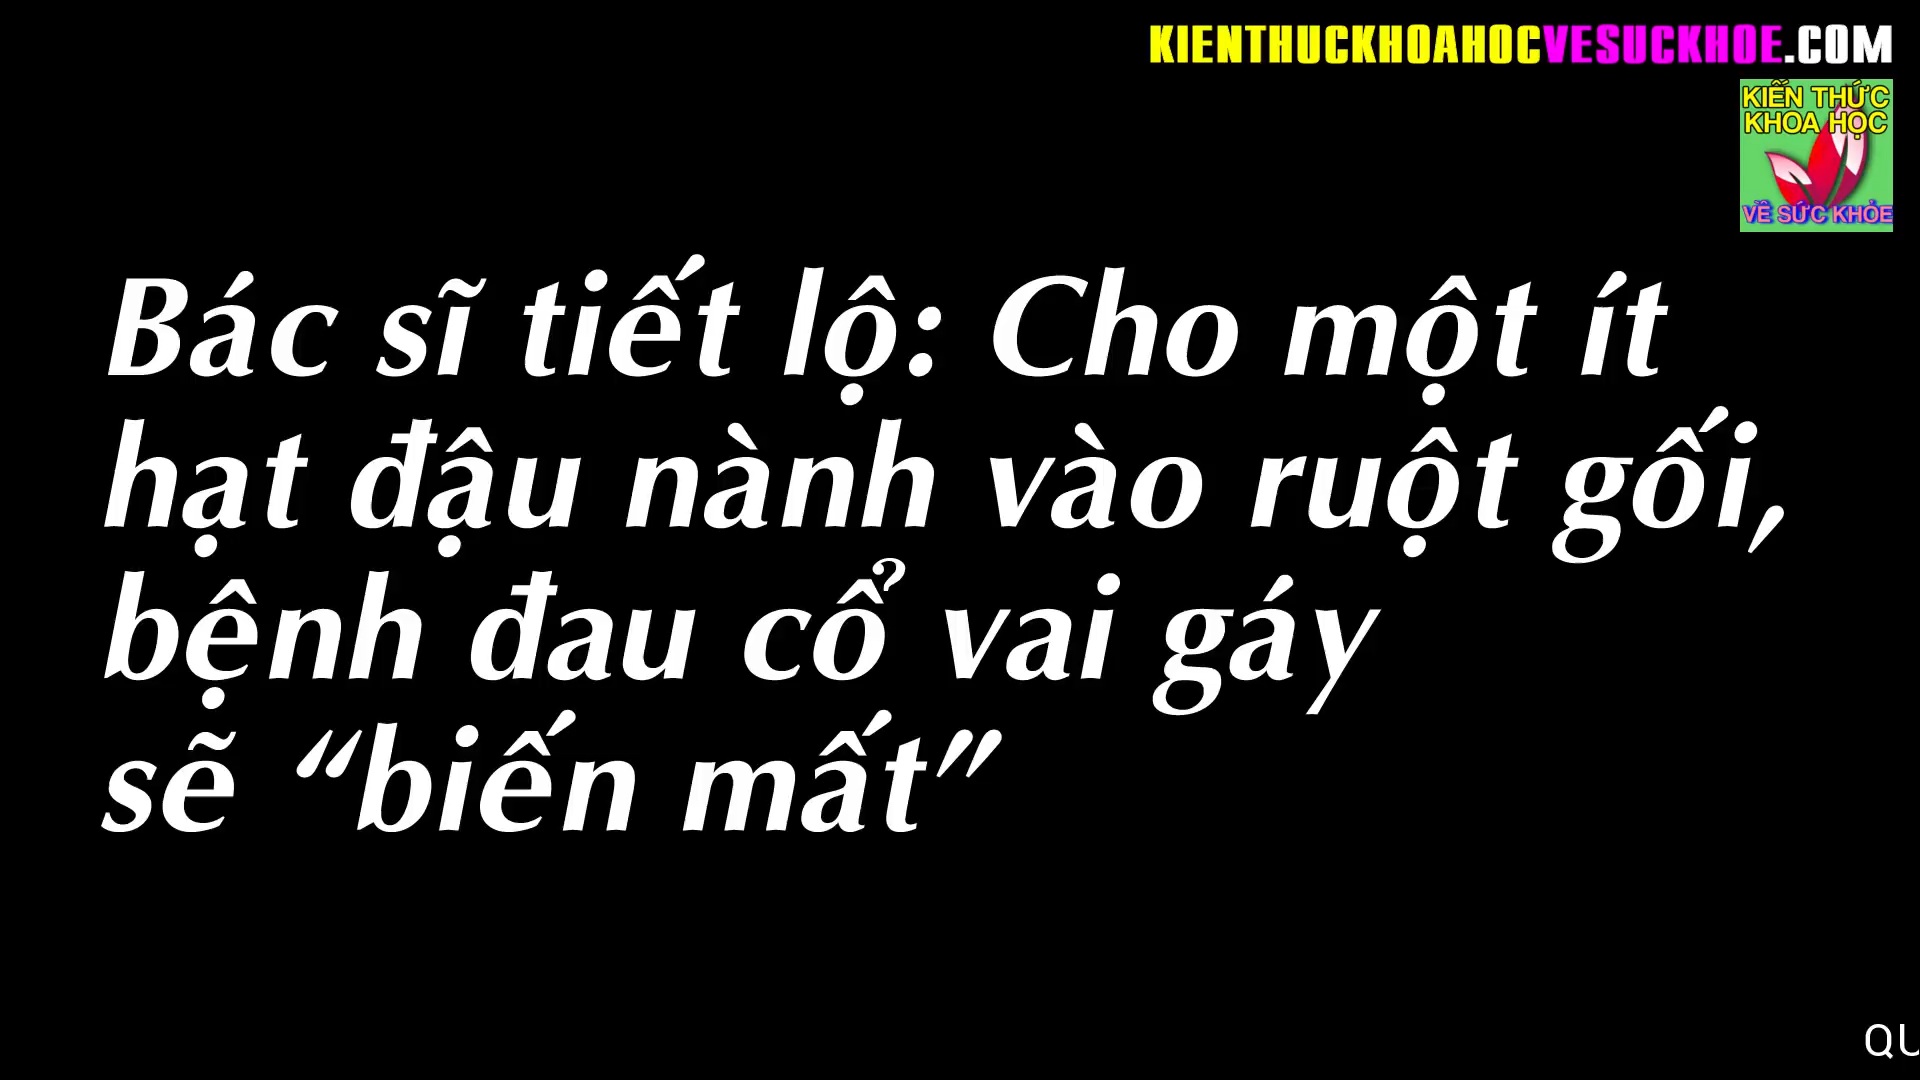 KIENTHUCKHOAHOCVESUCKHOE.COM
KIẾN THỨC
KHOA HỌC
VỀ SỨC KHỎE
Bác sĩ tiết lộ: Cho một ít
hạt đậu nành vào ruột gối,
bệnh đau cổ vai gáy
sẽ “biến mất”
QU